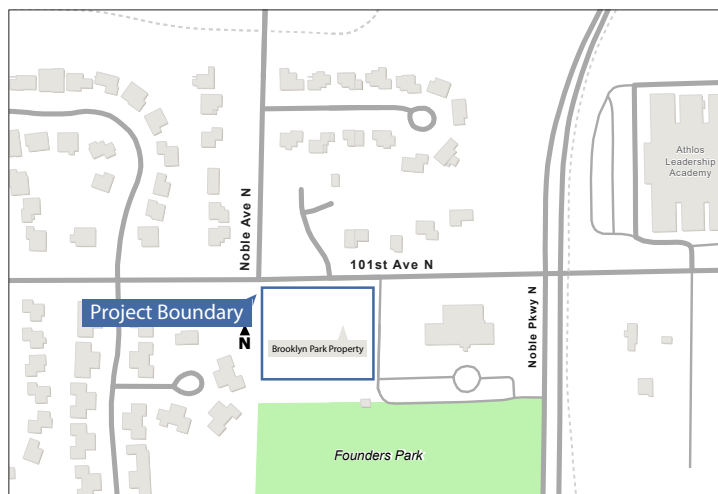 Athlos
Leadership
Academy
Noble Ave N
101st Ave N
Project Boundary
N
Brooklyn Park Property
Noble Pkwy N
Founders Park